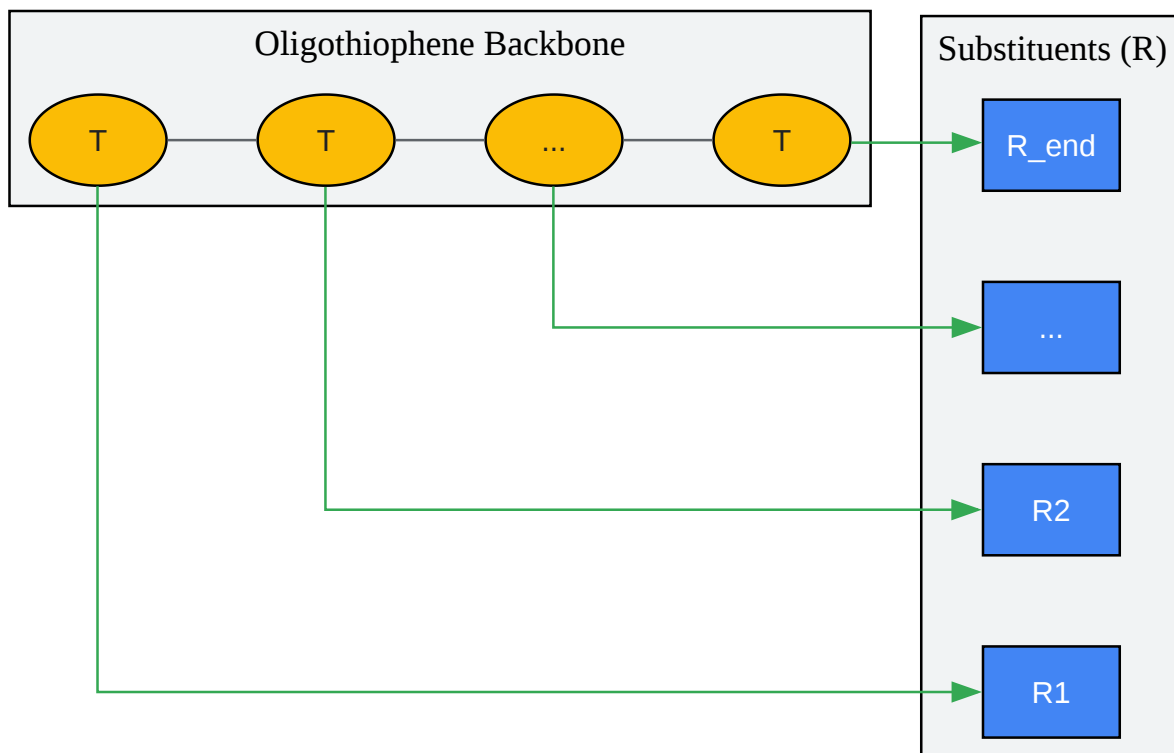 Oligothiophene Backbone
T
T
...
T
Substituents (R)
R_end
...
R2
R1